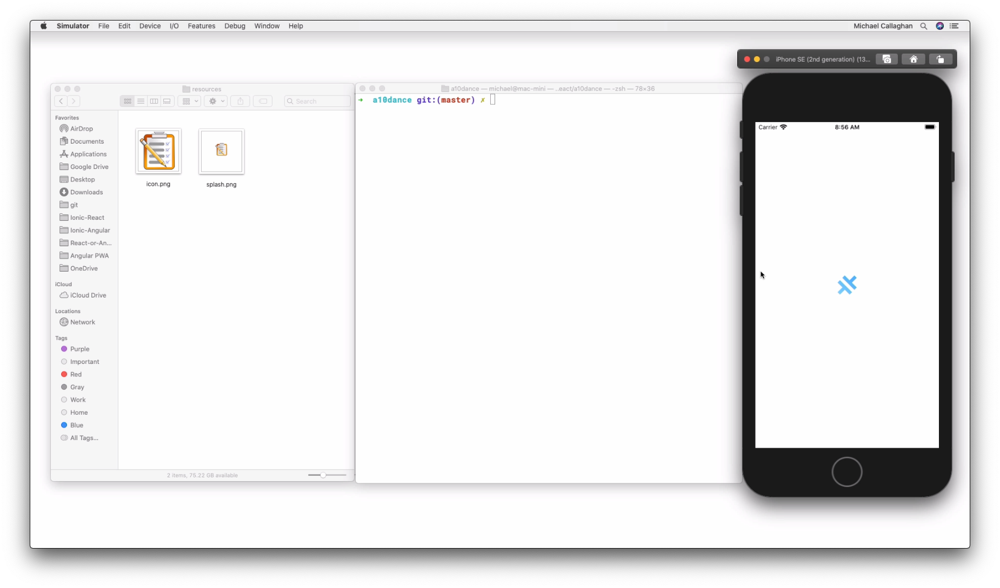 Simulator File Edit Device I/O Features Debug Window Help Michael Callaghan
iPhone SE (2nd generation) (13...
resources
Search
Favorites
AirDrop
Documents
Applications
Google Drive
Desktop
Downloads
git
Ionic-React
Ionic-Angular
React-or-An...
Angular PWA
OneDrive
iCloud
iCloud Drive
Locations
Network
Tags
Purple
Important
Red
Gray
Work
Home
Blue
All Tags...
icon.png
splash.png
2 items, 75.22 GB available
a10dance — michael@mac-mini — ..eact/a10dance — -zsh — 78×36
➜ a10dance git:(master) ✗
Carrier 8:56 AM